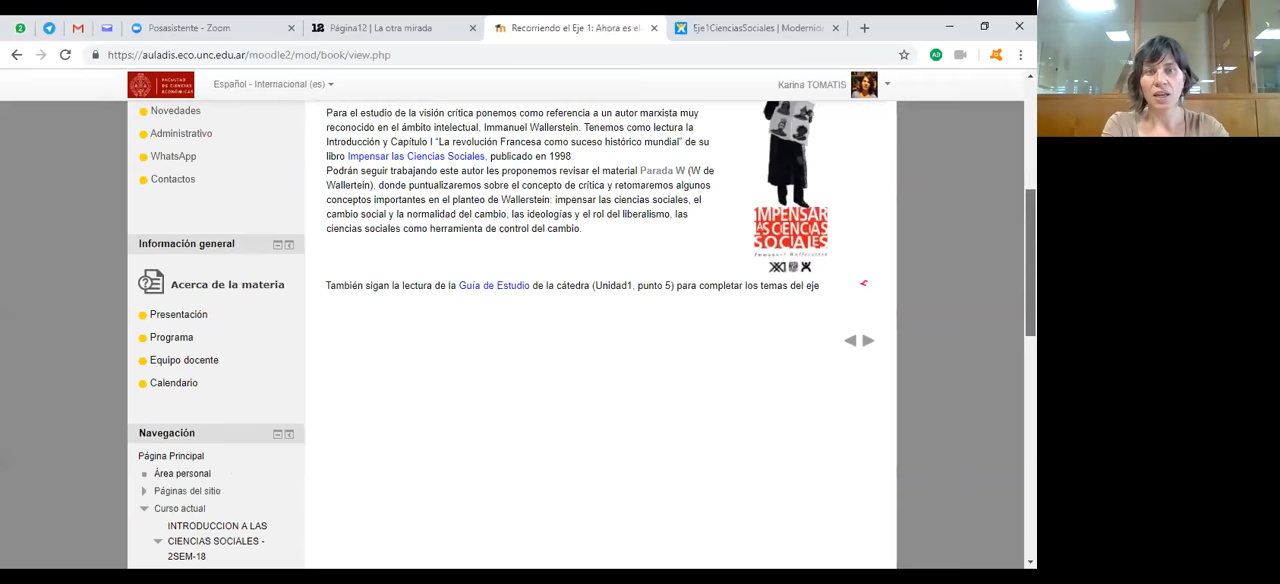 Posasistente - Zoom
Página12 | La otra mirada
Recorriendo el Eje 1: Ahora es el
Eje1CienciasSociales | Modernida
https://auladis.eco.unc.edu.ar/moodle2/mod/book/view.php
Español - Internacional (es)
Karina TOMATIS
Novedades
Administrativo
WhatsApp
Contactos
Información general
Acerca de la materia
Presentación
Programa
Equipo docente
Calendario
Navegación
Página Principal
Área personal
Páginas del sitio
Curso actual
INTRODUCCION A LAS
CIENCIAS SOCIALES -
2SEM-18
Para el estudio de la visión crítica ponemos como referencia a un autor marxista muy
reconocido en el ámbito intelectual, Immanuel Wallerstein. Tenemos como lectura la
Introducción y Capítulo I “La revolución Francesa como suceso histórico mundial” de su
libro Impensar las Ciencias Sociales, publicado en 1998
Podrán seguir trabajando este autor les proponemos revisar el material Parada W (W de
Wallertein), donde puntualizaremos sobre el concepto de crítica y retomaremos algunos
conceptos importantes en el planteo de Wallerstein: impensar las ciencias sociales, el
cambio social y la normalidad del cambio, las ideologías y el rol del liberalismo, las
ciencias sociales como herramienta de control del cambio.
IMPENSAR
LAS CIENCIAS
SOCIALES
Immanuel Wallerstein
También sigan la lectura de la Guía de Estudio de la cátedra (Unidad1, punto 5) para completar los temas del eje